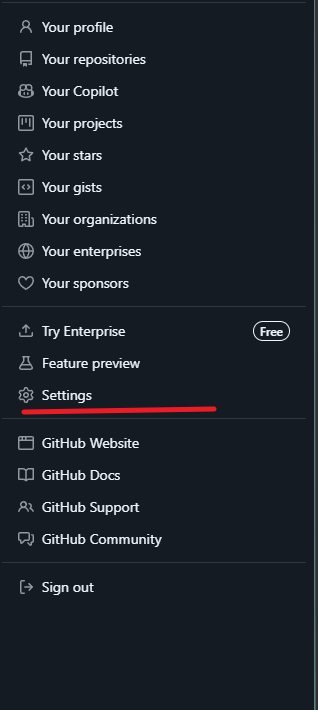 Your profile
Your repositories
Your Copilot
Your projects
Your stars
Your gists
Your organizations
Your enterprises
Your sponsors
Try Enterprise Free
Feature preview
Settings
GitHub Website
GitHub Docs
GitHub Support
GitHub Community
Sign out